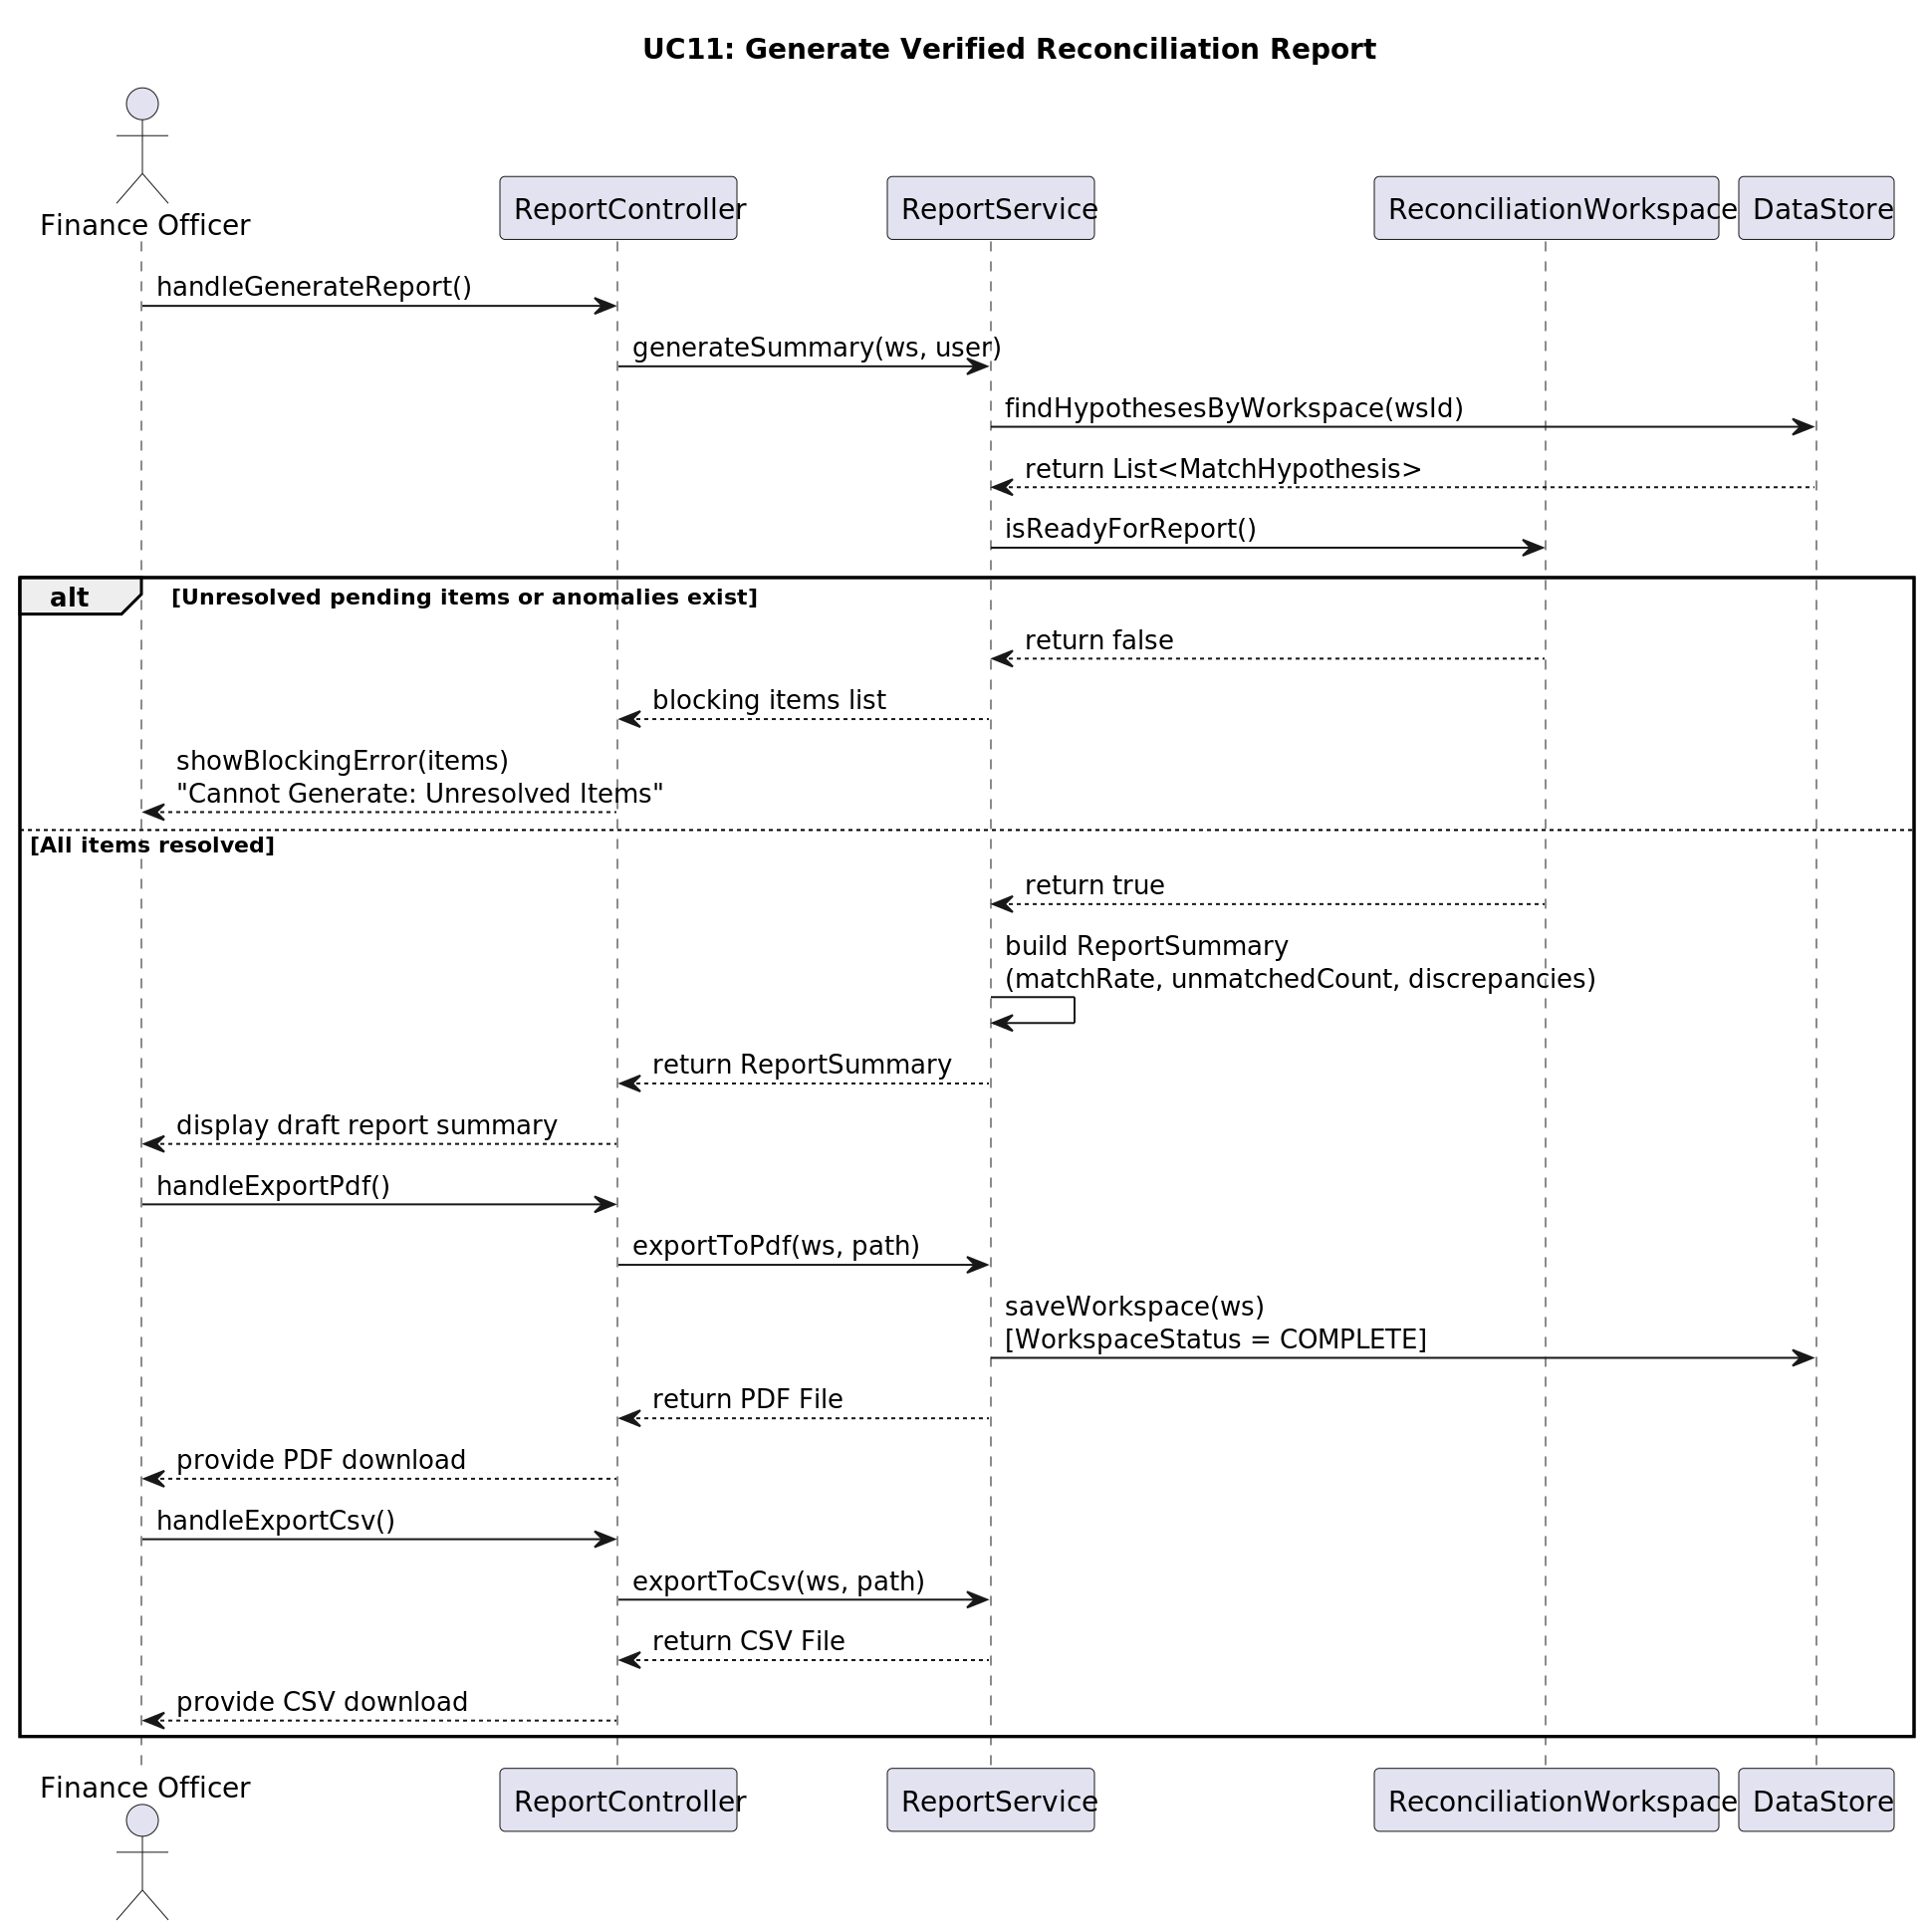 UC11: Generate Verified Reconciliation Report
Finance Officer
ReportController
ReportService
ReconciliationWorkspace
DataStore
handleGenerateReport()
generateSummary(ws, user)
findHypothesesByWorkspace(wsId)
return List<MatchHypothesis>
isReadyForReport()
alt
[Unresolved pending items or anomalies exist]
return false
blocking items list
showBlockingError(items)
"Cannot Generate: Unresolved Items"
[All items resolved]
return true
build ReportSummary
(matchRate, unmatchedCount, discrepancies)
return ReportSummary
display draft report summary
handleExportPdf()
exportToPdf(ws, path)
saveWorkspace(ws)
[WorkspaceStatus = COMPLETE]
return PDF File
provide PDF download
handleExportCsv()
exportToCsv(ws, path)
return CSV File
provide CSV download
Finance Officer
ReportController
ReportService
ReconciliationWorkspace
DataStore